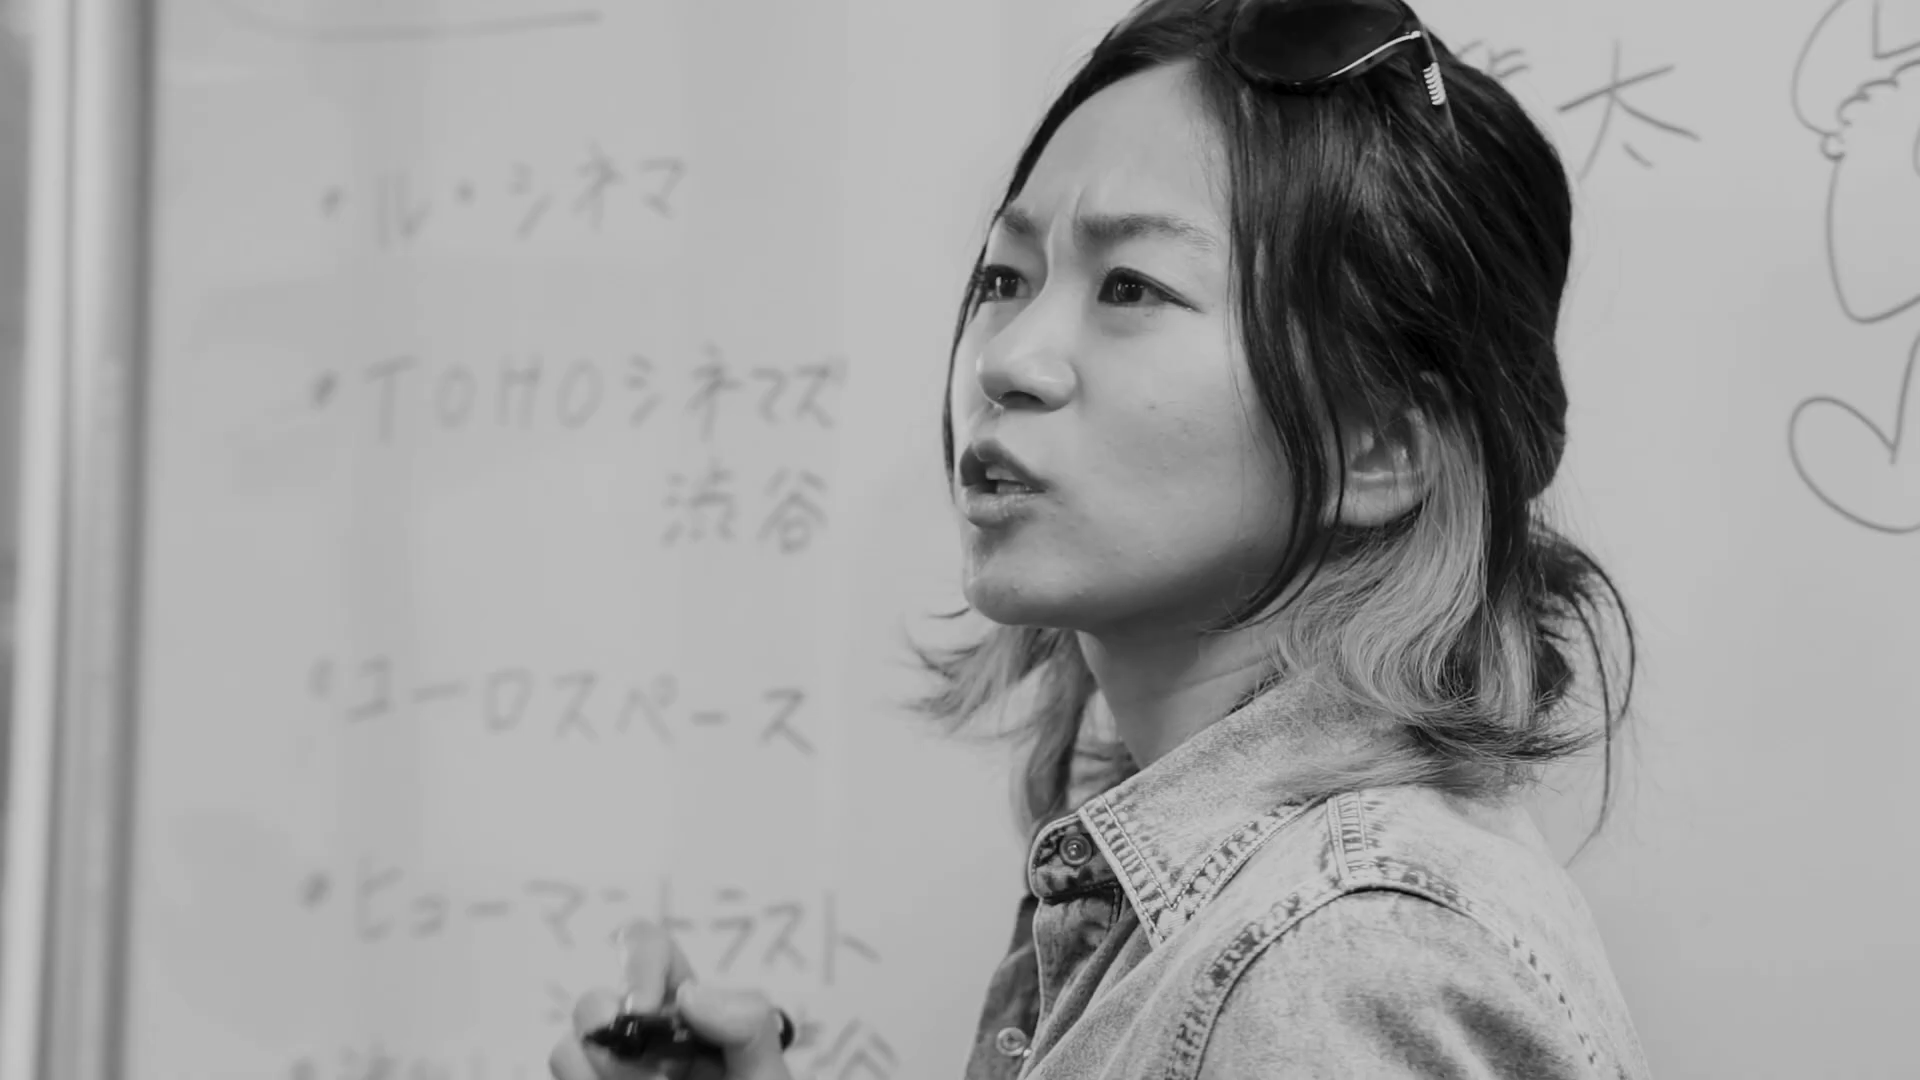 ・ル・シネマ
・TOHOシネマズ
渋谷
・ユーロスペース
・ヒューマントラスト
谷
太